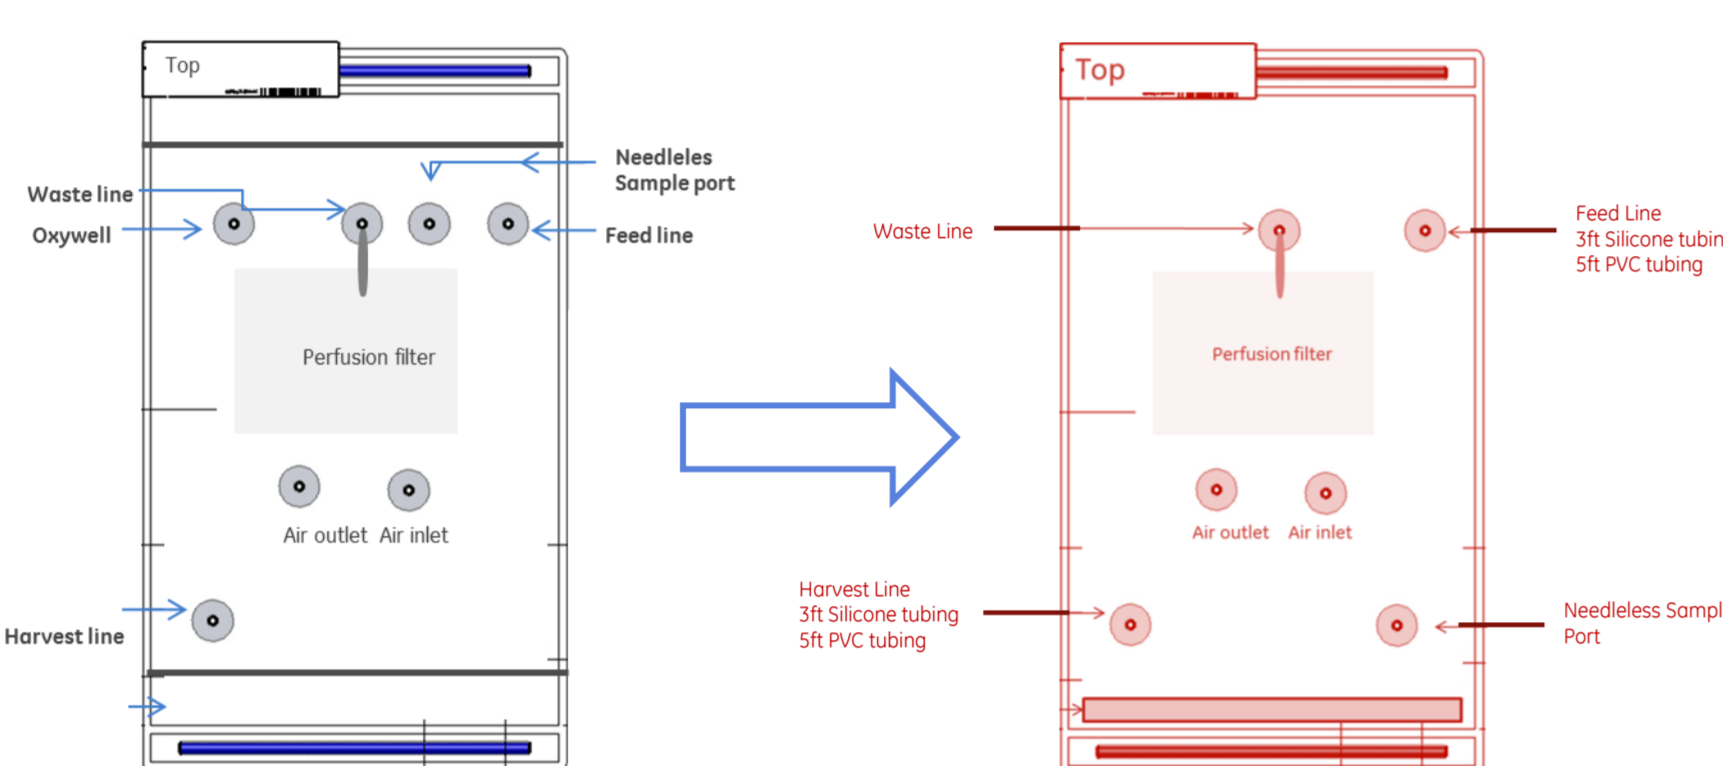 Top
Needleles
Sample port
Waste line
Oxywell
Feed line
Perfusion filter
Air outlet Air inlet
Harvest line
Top
Waste Line
Feed Line
3ft Silicone tubin
5ft PVC tubing
Perfusion filter
Air outlet Air inlet
Harvest Line
3ft Silicone tubing
5ft PVC tubing
Needleless Sampl
Port